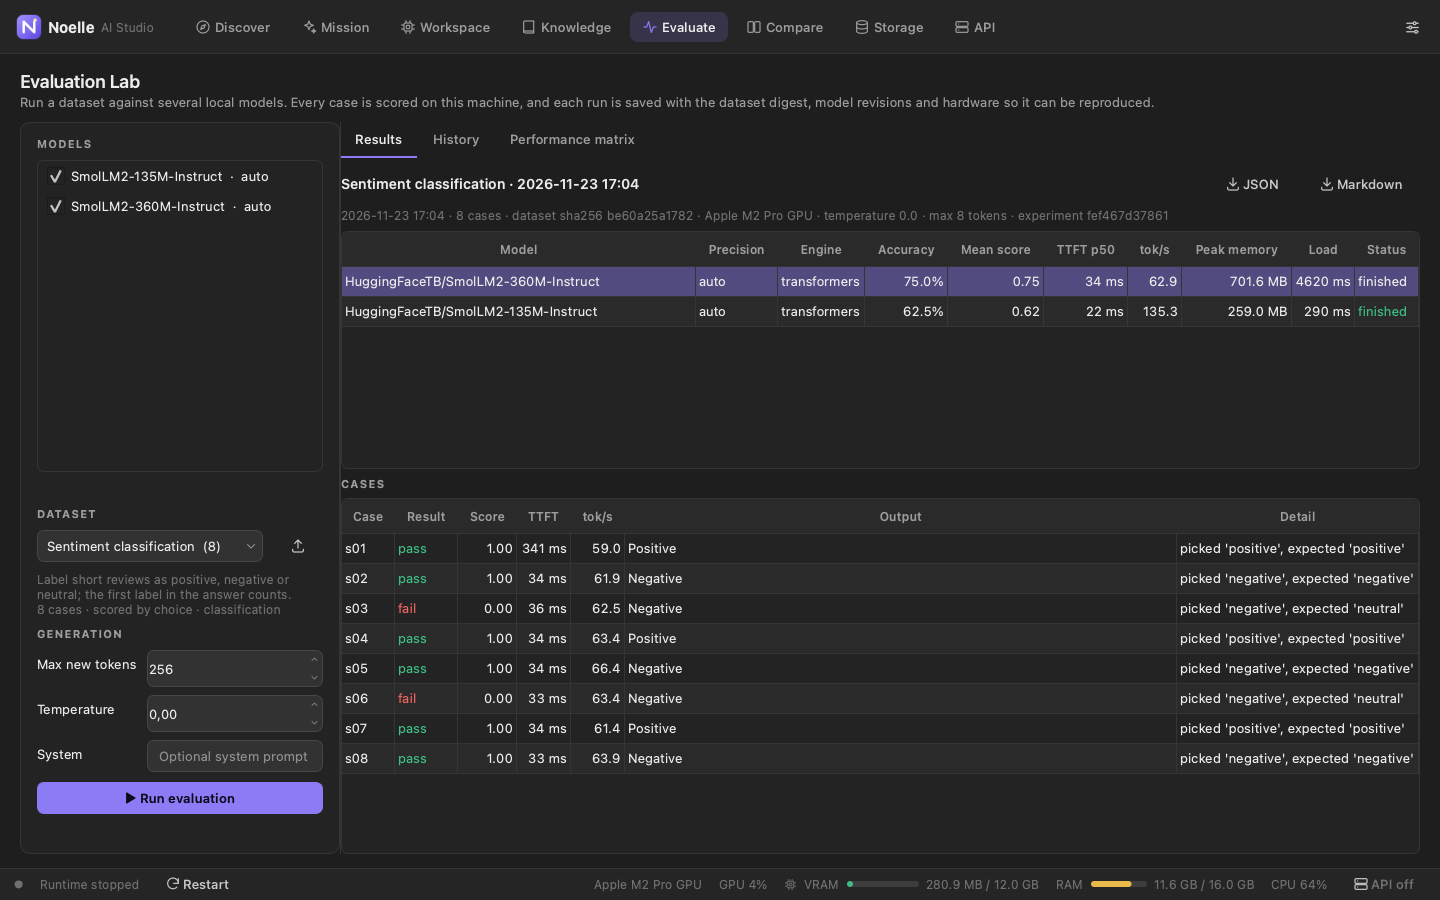 Noelle AI Studio Discover Mission Workspace Knowledge Evaluate Compare Storage API
Evaluation Lab
Run a dataset against several local models. Every case is scored on this machine, and each run is saved with the dataset digest, model revisions and hardware so it can be reproduced.
MODELS
SmolLM2-135M-Instruct · auto
SmolLM2-360M-Instruct · auto
DATASET
Sentiment classification (8)
Label short reviews as positive, negative or
neutral; the first label in the answer counts.
8 cases · scored by choice · classification
GENERATION
Max new tokens 256
Temperature 0,00
System Optional system prompt
Run evaluation
Results History Performance matrix
Sentiment classification · 2026-11-23 17:04 JSON Markdown
2026-11-23 17:04 · 8 cases · dataset sha256 be60a25a1782 · Apple M2 Pro GPU · temperature 0.0 · max 8 tokens · experiment fef467d37861
Model Precision Engine Accuracy Mean score TTFT p50 tok/s Peak memory Load Status
HuggingFaceTB/SmolLM2-360M-Instruct auto transformers 75.0% 0.75 34 ms 62.9 701.6 MB 4620 ms finished
HuggingFaceTB/SmolLM2-135M-Instruct auto transformers 62.5% 0.62 22 ms 135.3 259.0 MB 290 ms finished
CASES
Case Result Score TTFT tok/s Output Detail
s01 pass 1.00 341 ms 59.0 Positive picked 'positive', expected 'positive'
s02 pass 1.00 34 ms 61.9 Negative picked 'negative', expected 'negative'
s03 fail 0.00 36 ms 62.5 Negative picked 'negative', expected 'neutral'
s04 pass 1.00 34 ms 63.4 Positive picked 'positive', expected 'positive'
s05 pass 1.00 34 ms 66.4 Negative picked 'negative', expected 'negative'
s06 fail 0.00 33 ms 63.4 Negative picked 'negative', expected 'neutral'
s07 pass 1.00 34 ms 61.4 Positive picked 'positive', expected 'positive'
s08 pass 1.00 33 ms 63.9 Negative picked 'negative', expected 'negative'
Runtime stopped Restart Apple M2 Pro GPU GPU 4% VRAM 280.9 MB / 12.0 GB RAM 11.6 GB / 16.0 GB CPU 64% API off